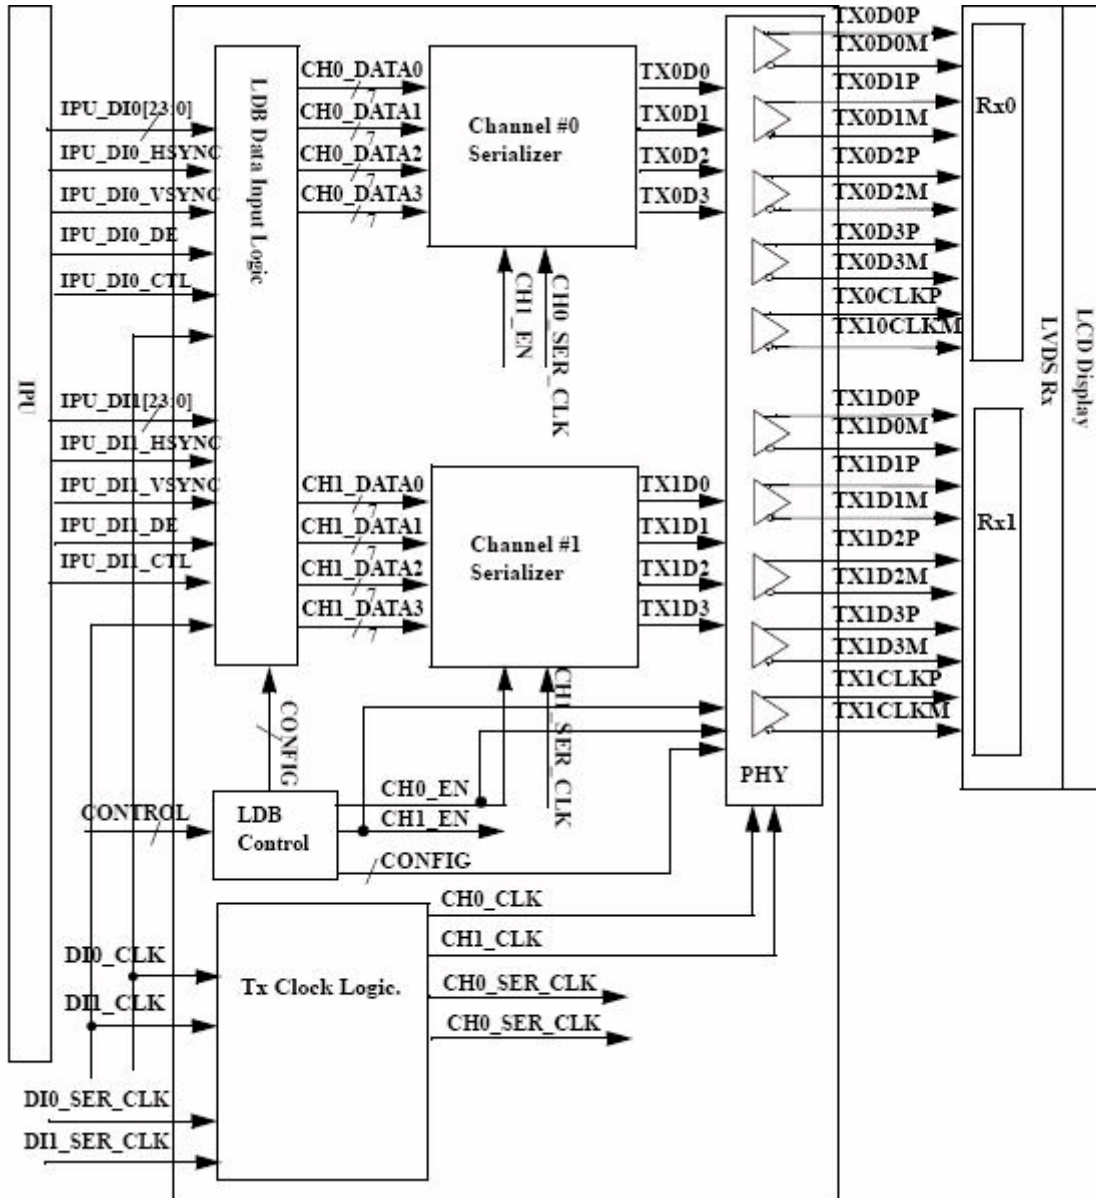 IPU
IPU_DI0[23:0]
IPU_DI0_HSYNC
IPU_DI0_VSYNC
IPU_DI0_DE
IPU_DI0_CTL
IPU_DI1[23:0]
IPU_DI1_HSYNC
IPU_DI1_VSYNC
IPU_DI1_DE
IPU_DI1_CTL
LDB Data Input Logic
CH0_DATA0
7
CH0_DATA1
7
CH0_DATA2
7
CH0_DATA3
7
Channel #0
Serializer
CH1_EN
CH0_SER_CLK
TX0D0
TX0D1
TX0D2
TX0D3
CH1_DATA0
7
CH1_DATA1
7
CH1_DATA2
7
CH1_DATA3
7
Channel #1
Serializer
CH1_SER_CLK
TX1D0
TX1D1
TX1D2
TX1D3
PHY
TX0D0P
TX0D0M
TX0D1P
TX0D1M
TX0D2P
TX0D2M
TX0D3P
TX0D3M
TX0CLKP
TX10CLKM
TX1D0P
TX1D0M
TX1D1P
TX1D1M
TX1D2P
TX1D2M
TX1D3P
TX1D3M
TX1CLKP
TX1CLKM
Rx0
Rx1
LVDS Rx
LCD Display
CONFIG
CONTROL
LDB
Control
CH0_EN
CH1_EN
CONFIG
CH0_CLK
CH1_CLK
CH0_SER_CLK
CH0_SER_CLK
Tx Clock Logic.
DI0_CLK
DI1_CLK
DI0_SER_CLK
DI1_SER_CLK